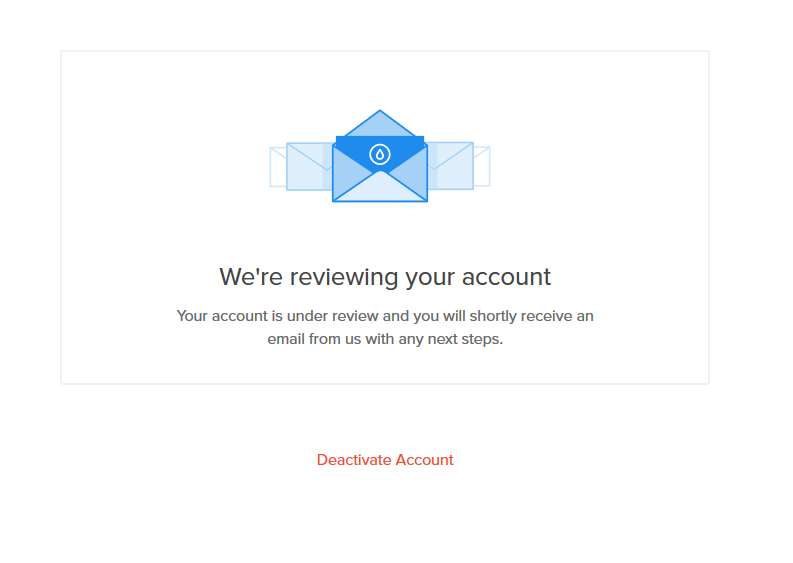 We're reviewing your account
Your account is under review and you will shortly receive an
email from us with any next steps.
Deactivate Account